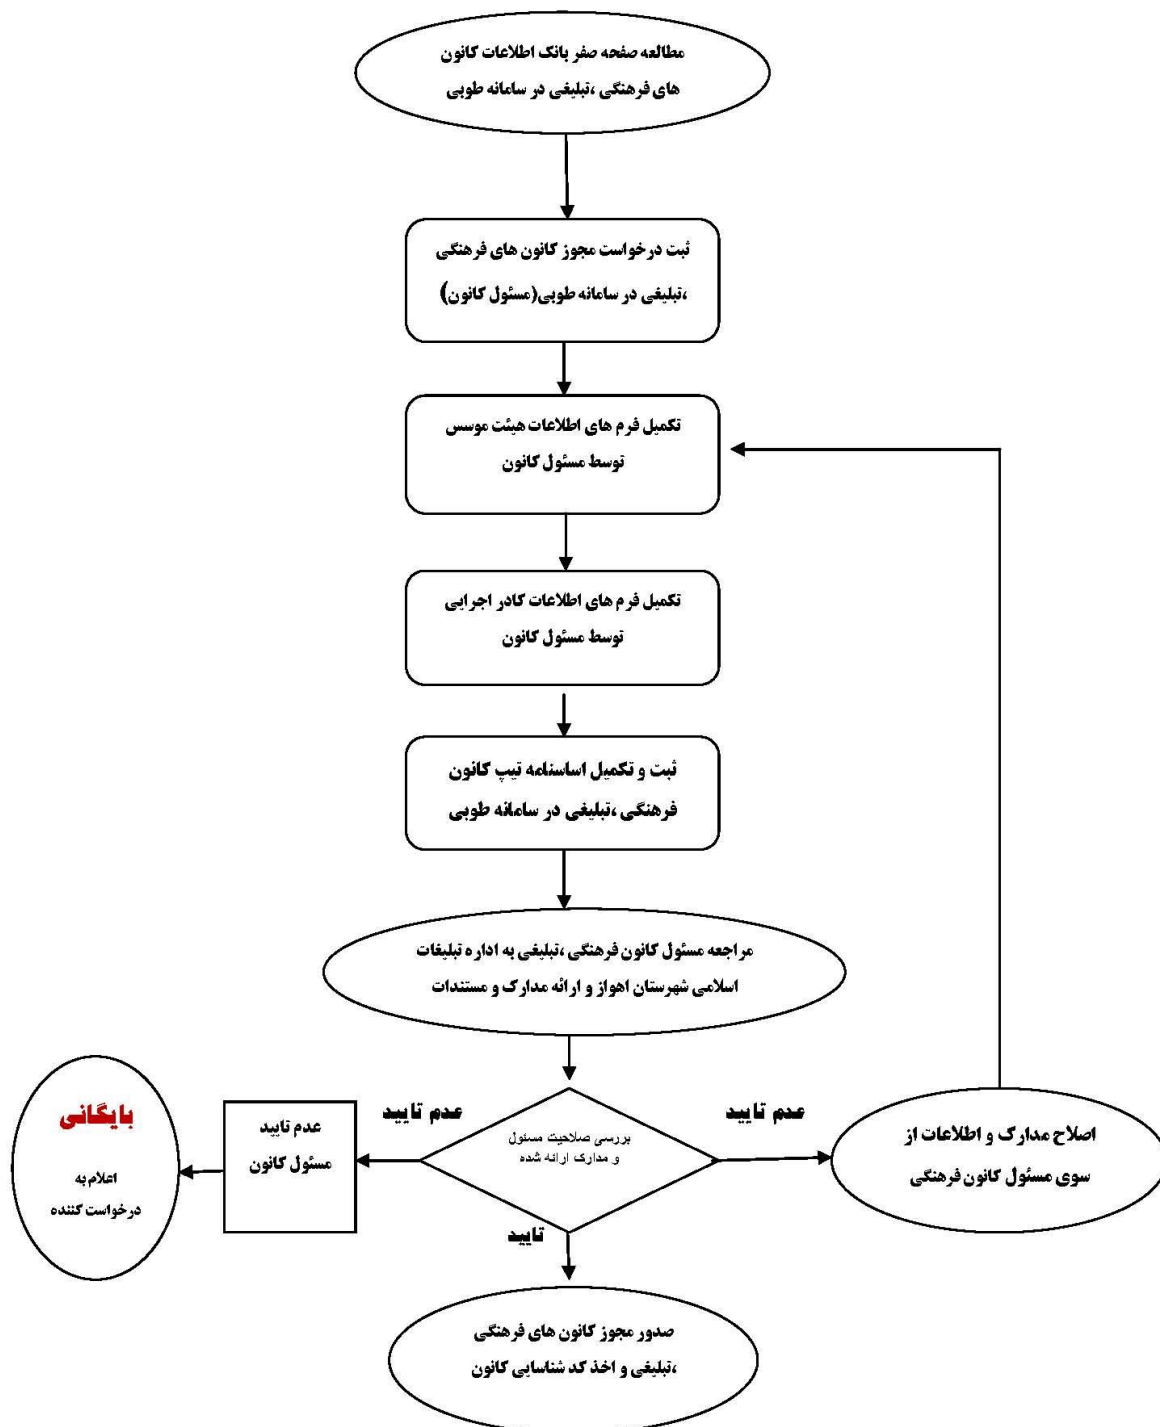 مطالعه صفحه صفر بانک اطلاعات کانون
های فرهنگی ،تبلیغی در سامانه طوبی
ثبت درخواست مجوز کانون های فرهنگی
،تبلیغی در سامانه طوبی(مسئول کانون)
تکمیل فرم های اطلاعات هیئت موسس
توسط مسئول کانون
تکمیل فرم های اطلاعات کادر اجرایی
توسط مسئول کانون
ثبت و تکمیل اساسنامه تیپ کانون
فرهنگی ،تبلیغی در سامانه طوبی
مراجعه مسئول کانون فرهنگی ،تبلیغی به اداره تبلیغات
اسلامی شهرستان اهواز و ارائه مدارک و مستندات
بررسی صلاحیت مسئول
و مدارک ارائه شده
عدم تایید
اصلاح مدارک و اطلاعات از
سوی مسئول کانون فرهنگی
عدم تایید
عدم تایید
مسئول کانون
بایگانی
اعلام به
درخواست کننده
تایید
صدور مجوز کانون های فرهنگی
،تبلیغی و اخذ کد شناسایی کانون